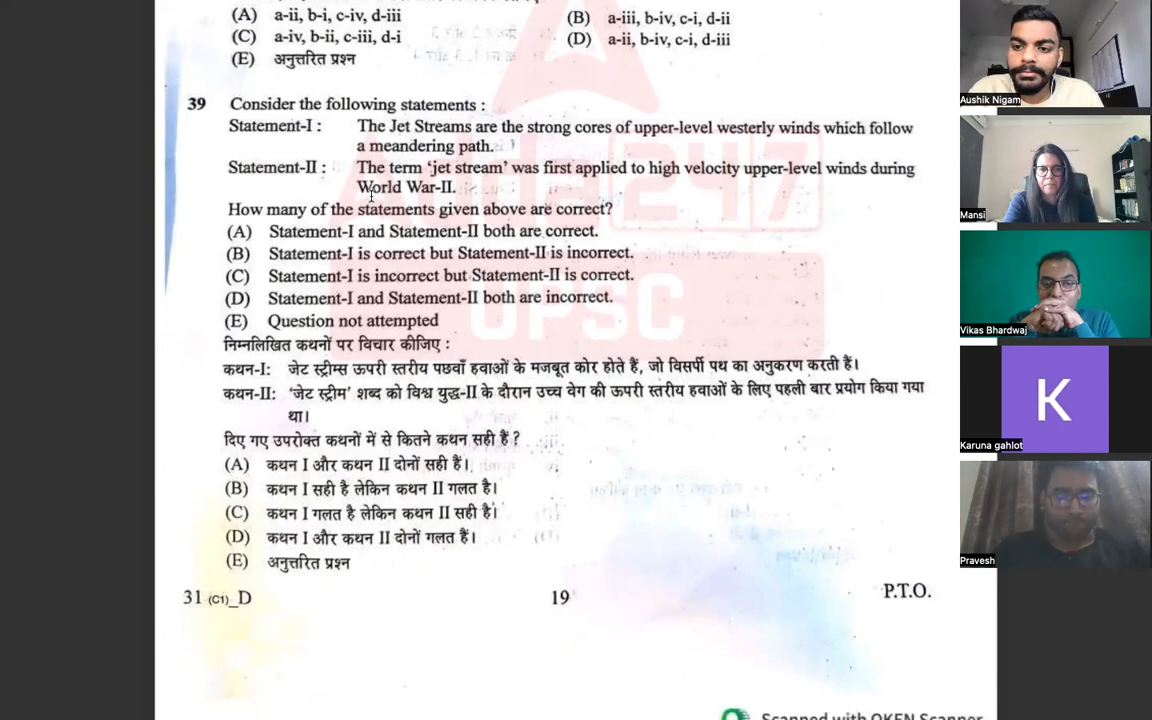 (A) a-ii, b-i, c-iv, d-iii
(B) a-iii, b-iv, c-i, d-ii
(C) a-iv, b-ii, c-iii, d-i
(D) a-ii, b-iv, c-i, d-iii
(E) अनुत्तरित प्रश्न
39 Consider the following statements :
Statement-I : The Jet Streams are the strong cores of upper-level westerly winds which follow
a meandering path.
Statement-II : The term ‘jet stream’ was first applied to high velocity upper-level winds during
World War-II.
How many of the statements given above are correct?
(A) Statement-I and Statement-II both are correct.
(B) Statement-I is correct but Statement-II is incorrect.
(C) Statement-I is incorrect but Statement-II is correct.
(D) Statement-I and Statement-II both are incorrect.
(E) Question not attempted
निम्नलिखित कथनों पर विचार कीजिए :
कथन-I: जेट स्ट्रीम्स ऊपरी स्तरीय पछवाँ हवाओं के मजबूत कोर होते हैं, जो विसर्पी पथ का अनुकरण करती हैं।
कथन-II: ‘जेट स्ट्रीम’ शब्द को विश्व युद्ध-II के दौरान उच्च वेग की ऊपरी स्तरीय हवाओं के लिए पहली बार प्रयोग किया गया
था।
दिए गए उपरोक्त कथनों में से कितने कथन सही हैं ?
(A) कथन I और कथन II दोनों सही हैं।
(B) कथन I सही है लेकिन कथन II गलत है।
(C) कथन I गलत है लेकिन कथन II सही है।
(D) कथन I और कथन II दोनों गलत हैं।
(E) अनुत्तरित प्रश्न
31 (C1)_D
19
P.T.O.
Scanned with OKEN Scanner
Adda247
UPSC
Aushik Nigam
Mansi
Vikas Bhardwaj
K
Karuna gahlot
Pravesh